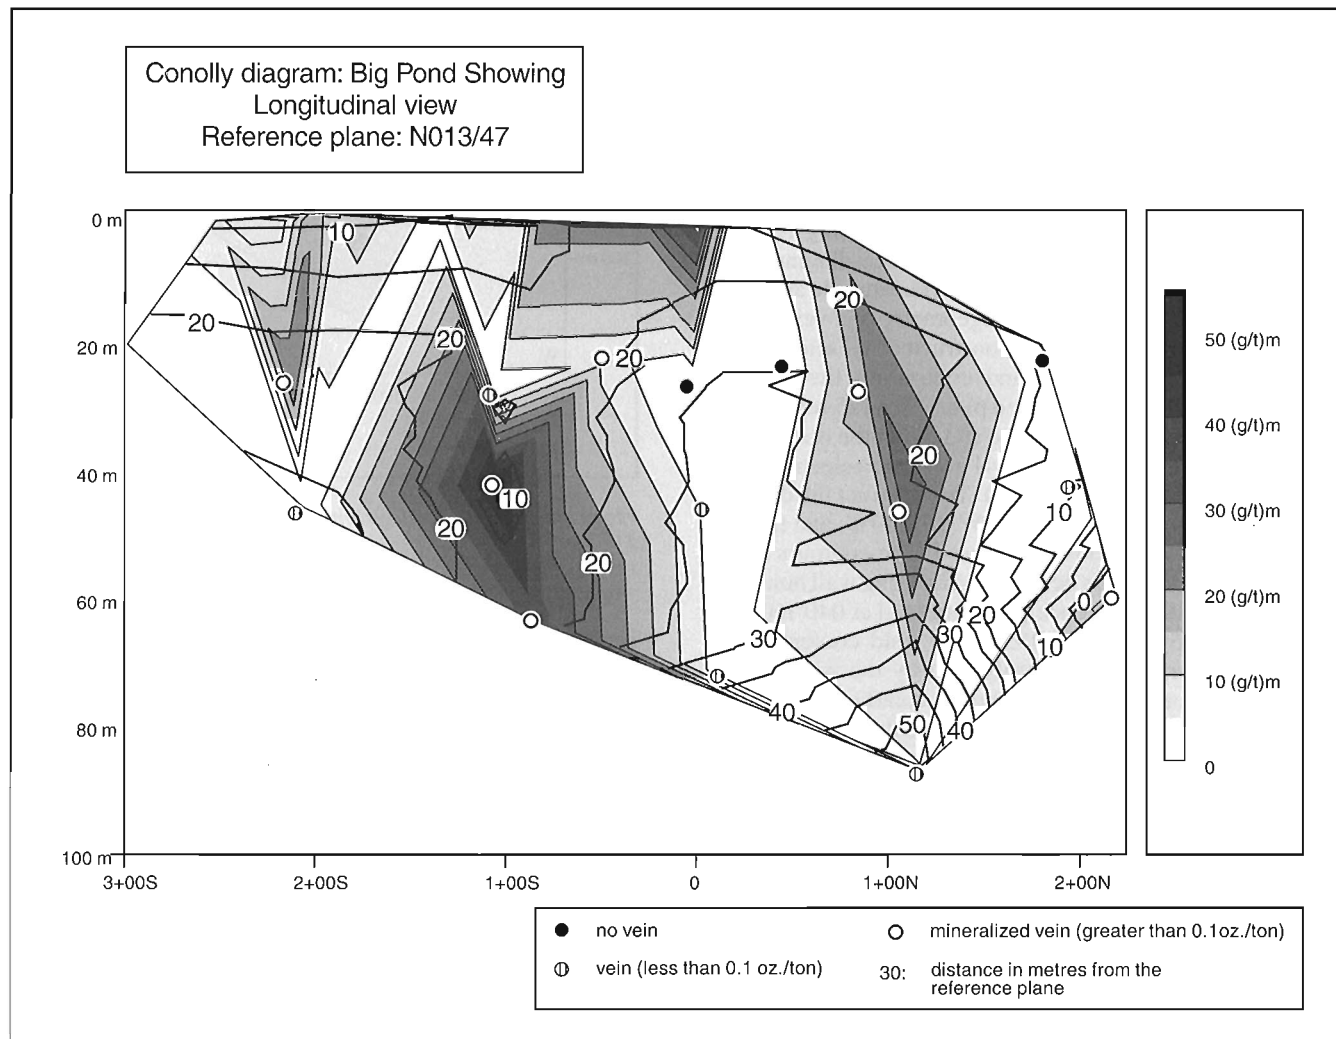 Conolly diagram: Big Pond Showing
Longitudinal view
Reference plane: N013/47
0 m
20 m
40 m
60 m
80 m
100 m
3+00S
2+00S
1+00S
0
1+00N
2+00N
10
20
20
20
20
20
10
20
20
10
20
20
30
30
20
0
10
40
50
40
50 (g/t)m
40 (g/t)m
30 (g/t)m
20 (g/t)m
10 (g/t)m
0
no vein
mineralized vein (greater than 0.1oz./ton)
vein (less than 0.1 oz./ton)
30: distance in metres from the
reference plane